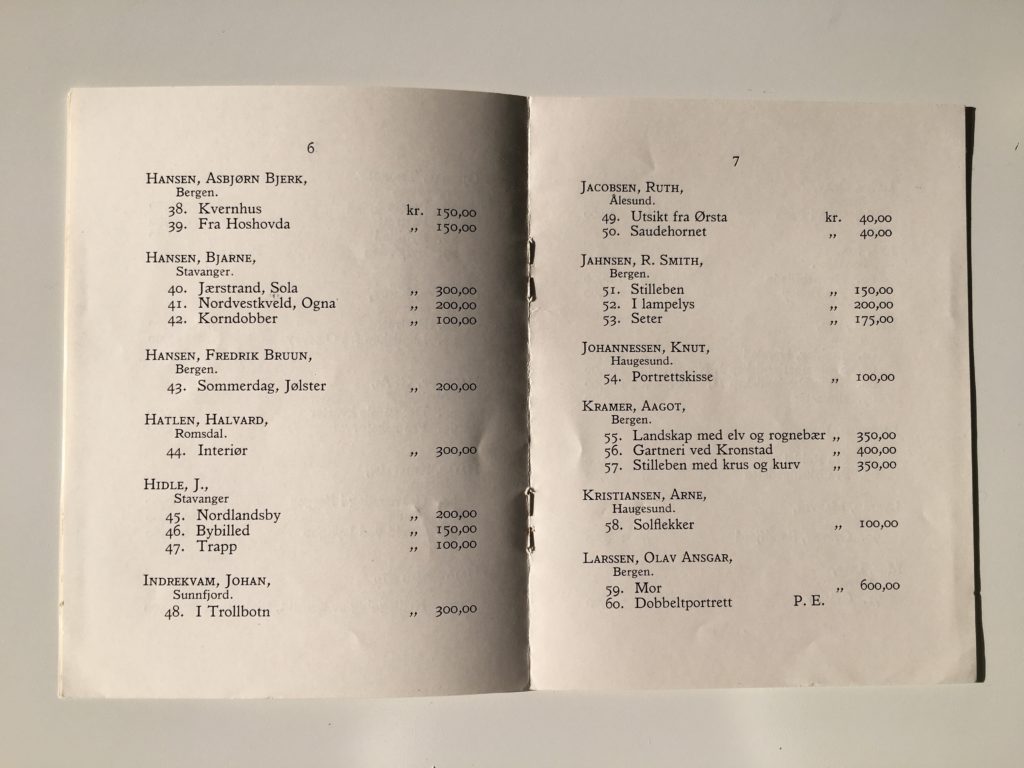 6
HANSEN, ASBJØRN BJERK,
Bergen.
38. Kvernhus kr. 150,00
39. Fra Hoshovda „ 150,00
HANSEN, BJARNE,
Stavanger.
40. Jærstrand, Sola „ 300,00
41. Nordvestkveld, Ogna „ 200,00
42. Korndobber „ 100,00
HANSEN, FREDRIK BRUUN,
Bergen.
43. Sommerdag, Jølster „ 200,00
HATLEN, HALVARD,
Romsdal.
44. Interiør „ 300,00
HIDLE, J.,
Stavanger
45. Nordlandsby „ 200,00
46. Bybilled „ 150,00
47. Trapp „ 100,00
INDREKVAM, JOHAN,
Sunnfjord.
48. I Trollbotn „ 300,00
7
JACOBSEN, RUTH,
Ålesund.
49. Utsikt fra Ørsta kr. 40,00
50. Saudehornet „ 40,00
JAHNSEN, R. SMITH,
Bergen.
51. Stilleben „ 150,00
52. I lampelys „ 200,00
53. Seter „ 175,00
JOHANNESSEN, KNUT,
Haugesund.
54. Portrettskisse „ 100,00
KRAMER, AAGOT,
Bergen.
55. Landskap med elv og rognebær „ 350,00
56. Gartneri ved Kronstad „ 400,00
57. Stilleben med krus og kurv „ 350,00
KRISTIANSEN, ARNE,
Haugesund.
58. Solflekker „ 100,00
LARSSEN, OLAV ANSGAR,
Bergen.
59. Mor „ 600,00
60. Dobbeltportrett P. E.